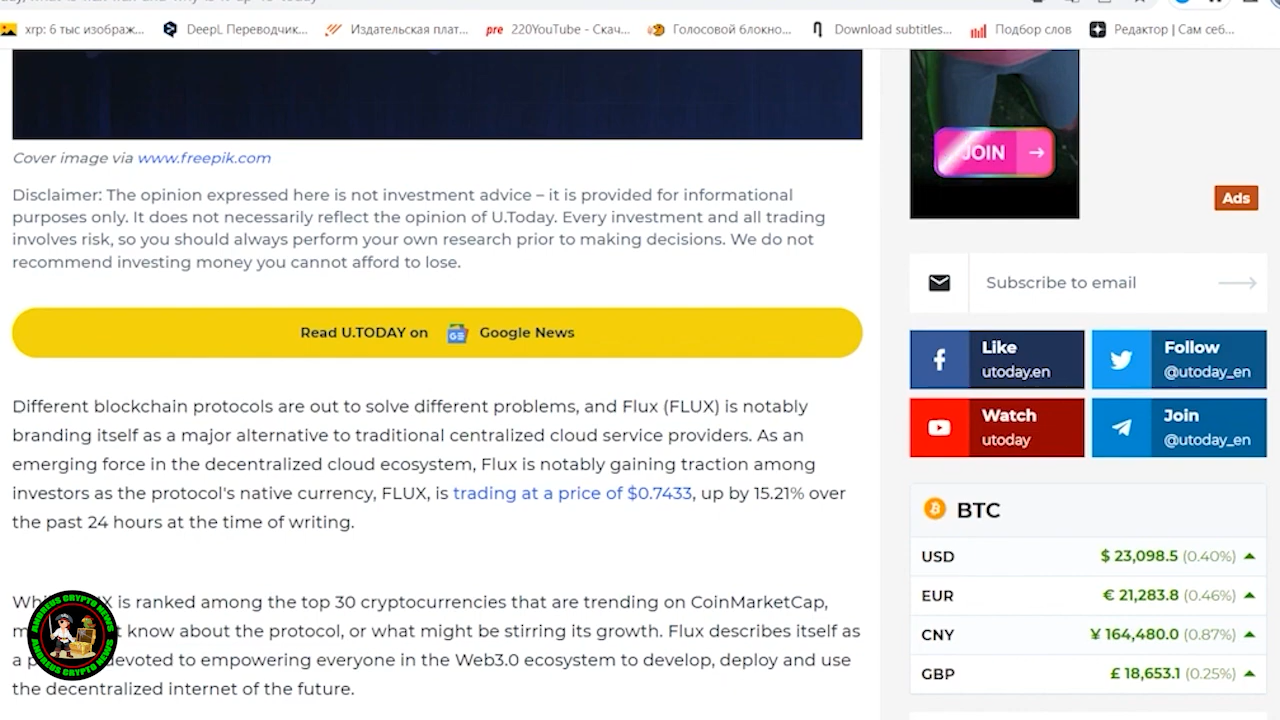 xrp: 6 тыс изображ...
DeepL Переводчик...
Издательская плат...
pre 220YouTube - Скач...
Голосовой блокно...
Download subtitles...
Подбор слов
Редактор | Сам себ...
Cover image via www.freepik.com
Disclaimer: The opinion expressed here is not investment advice – it is provided for informational
purposes only. It does not necessarily reflect the opinion of U.Today. Every investment and all trading
involves risk, so you should always perform your own research prior to making decisions. We do not
recommend investing money you cannot afford to lose.
Read U.TODAY on GE Google News
Different blockchain protocols are out to solve different problems, and Flux (FLUX) is notably
branding itself as a major alternative to traditional centralized cloud service providers. As an
emerging force in the decentralized cloud ecosystem, Flux is notably gaining traction among
investors as the protocol's native currency, FLUX, is trading at a price of $0.7433, up by 15.21% over
the past 24 hours at the time of writing.
is ranked among the top 30 cryptocurrencies that are trending on CoinMarketCap,
know about the protocol, or what might be stirring its growth. Flux describes itself as
a devoted to empowering everyone in the Web3.0 ecosystem to develop, deploy and use
the decentralized internet of the future.
ANDREUS CRYPTO NEWS
ANDREUS CRYPTO NEWS
JOIN
Ads
Subscribe to email
Like
utoday.en
Follow
@utoday_en
Watch
utoday
Join
@utoday_en
BTC
USD $ 23,098.5 (0.40%)
EUR € 21,283.8 (0.46%)
CNY ¥ 164,480.0 (0.87%)
GBP £ 18,653.1 (0.25%)